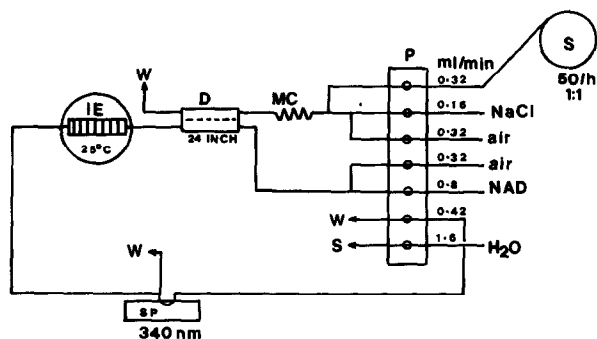 P
ml/min
S
50/h
1:1
W
D
MC
0·32
IE
25°C
24 INCH
0·16
NaCl
0·32
air
0·32
air
0·8
NAD
W
0·42
S
1·6
H₂O
W
SP
340 nm